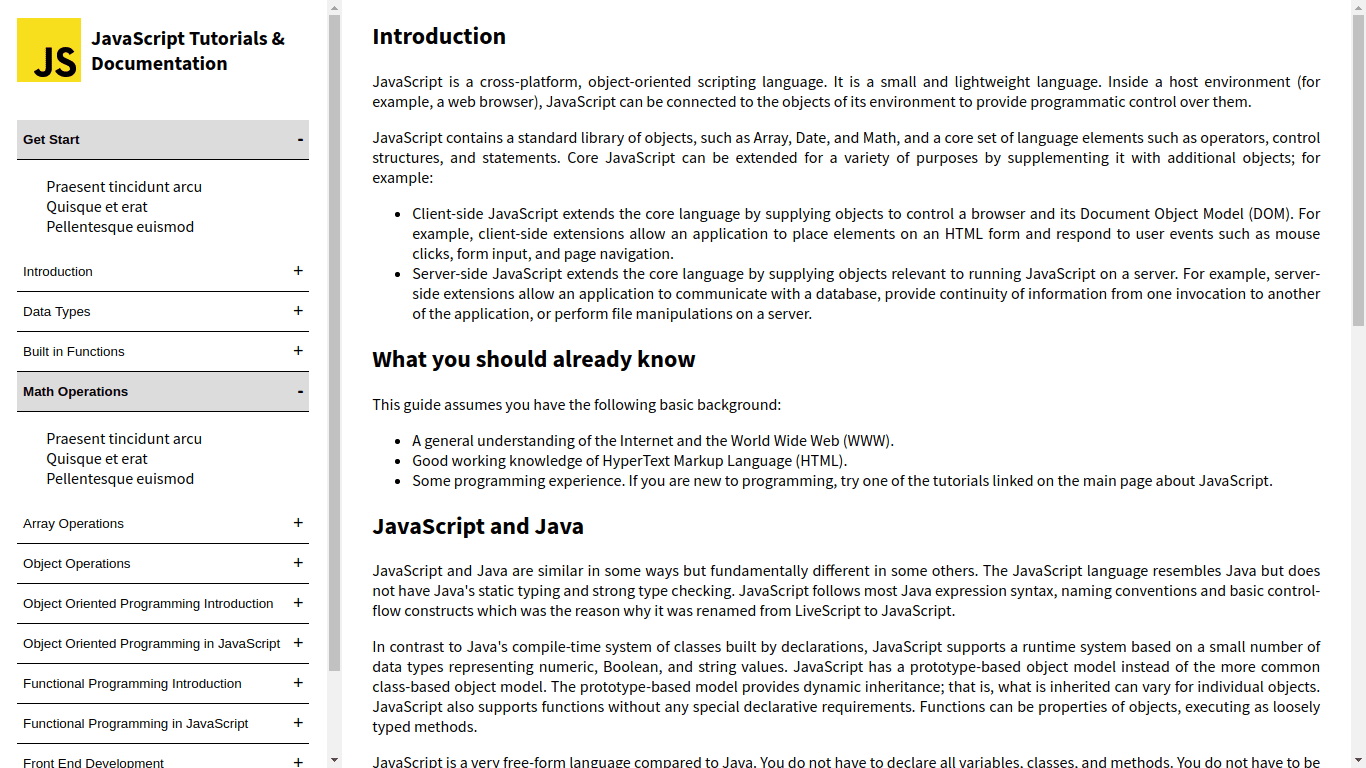 JS
JavaScript Tutorials &
Documentation
Get Start -
Praesent tincidunt arcu
Quisque et erat
Pellentesque euismod
Introduction +
Data Types +
Built in Functions +
Math Operations -
Praesent tincidunt arcu
Quisque et erat
Pellentesque euismod
Array Operations +
Object Operations +
Object Oriented Programming Introduction +
Object Oriented Programming in JavaScript +
Functional Programming Introduction +
Functional Programming in JavaScript +
Front End Development +
Introduction
JavaScript is a cross-platform, object-oriented scripting language. It is a small and lightweight language. Inside a host environment (for
example, a web browser), JavaScript can be connected to the objects of its environment to provide programmatic control over them.
JavaScript contains a standard library of objects, such as Array, Date, and Math, and a core set of language elements such as operators, control
structures, and statements. Core JavaScript can be extended for a variety of purposes by supplementing it with additional objects; for
example:
• Client-side JavaScript extends the core language by supplying objects to control a browser and its Document Object Model (DOM). For
example, client-side extensions allow an application to place elements on an HTML form and respond to user events such as mouse
clicks, form input, and page navigation.
• Server-side JavaScript extends the core language by supplying objects relevant to running JavaScript on a server. For example, server-
side extensions allow an application to communicate with a database, provide continuity of information from one invocation to another
of the application, or perform file manipulations on a server.
What you should already know
This guide assumes you have the following basic background:
• A general understanding of the Internet and the World Wide Web (WWW).
• Good working knowledge of HyperText Markup Language (HTML).
• Some programming experience. If you are new to programming, try one of the tutorials linked on the main page about JavaScript.
JavaScript and Java
JavaScript and Java are similar in some ways but fundamentally different in some others. The JavaScript language resembles Java but does
not have Java's static typing and strong type checking. JavaScript follows most Java expression syntax, naming conventions and basic control-
flow constructs which was the reason why it was renamed from LiveScript to JavaScript.
In contrast to Java's compile-time system of classes built by declarations, JavaScript supports a runtime system based on a small number of
data types representing numeric, Boolean, and string values. JavaScript has a prototype-based object model instead of the more common
class-based object model. The prototype-based model provides dynamic inheritance; that is, what is inherited can vary for individual objects.
JavaScript also supports functions without any special declarative requirements. Functions can be properties of objects, executing as loosely
typed methods.
JavaScript is a very free-form language compared to Java. You do not have to declare all variables, classes, and methods. You do not have to be